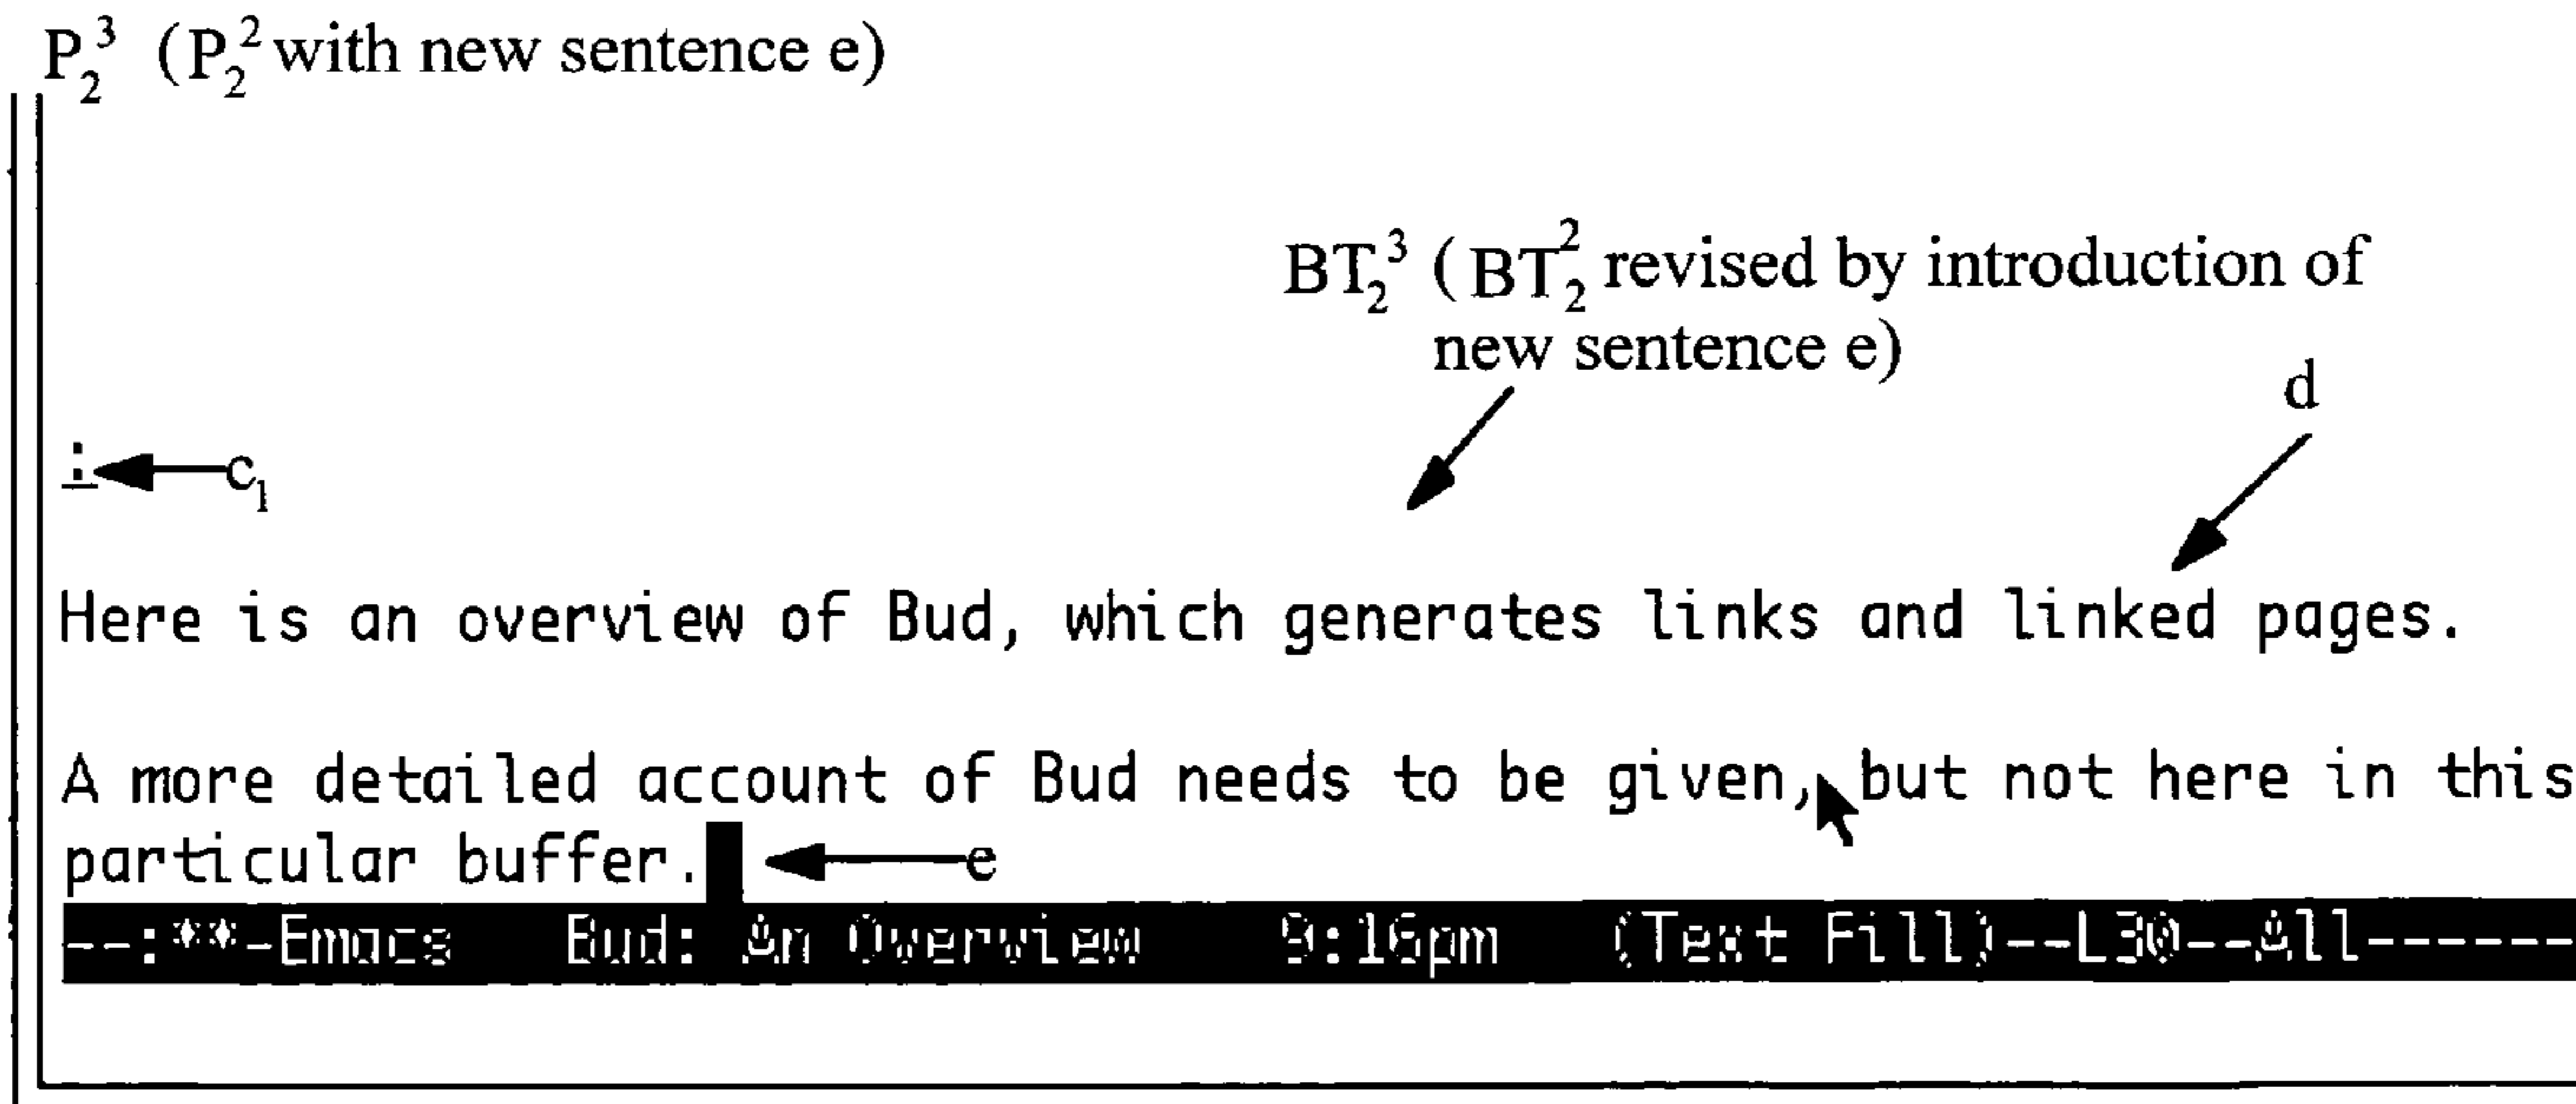 P₂³ (P₂² with new sentence e)
BT₂³ (BT₂² revised by introduction of
new sentence e)
d
: c₁
Here is an overview of Bud, which generates links and linked pages.
A more detailed account of Bud needs to be given, but not here in this
particular buffer. e
--:**-Emacs Bud: An Overview 9:16pm (Text Fill)--L30--All------